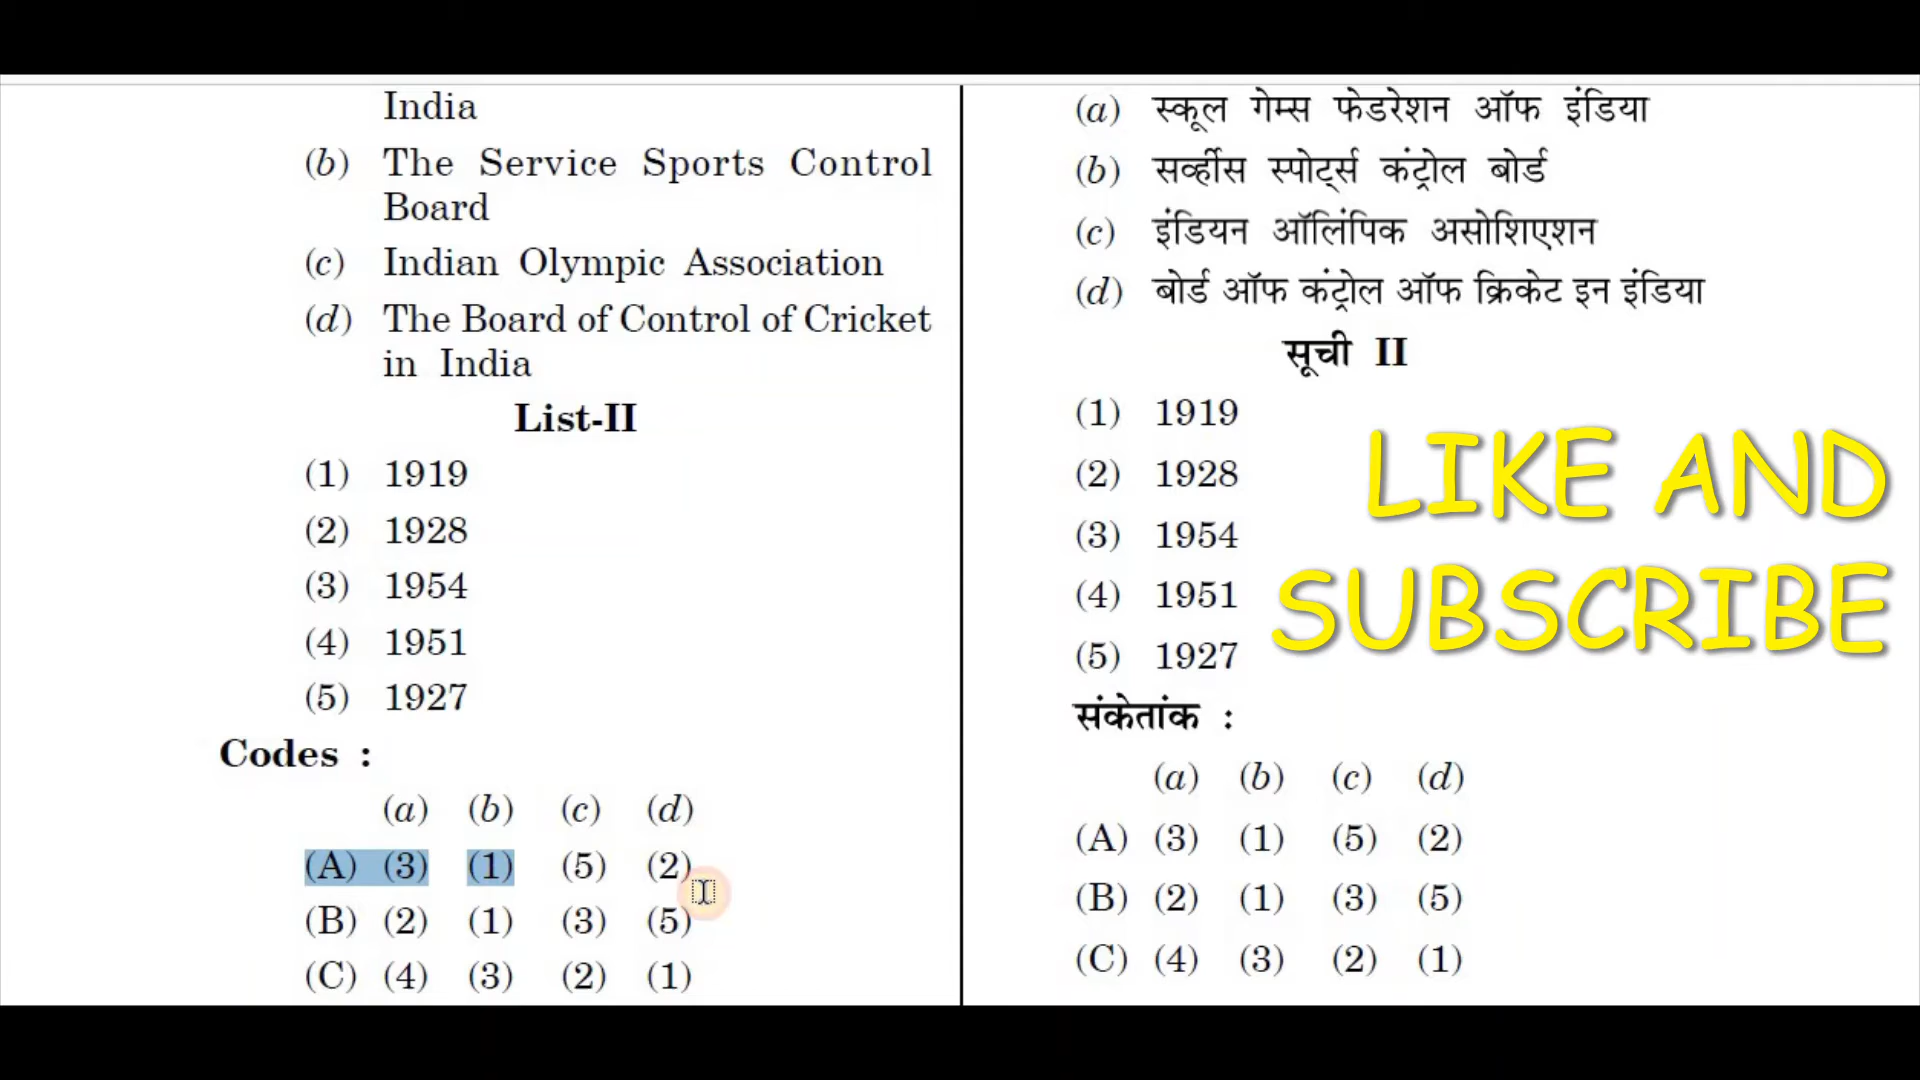 India
(b) The Service Sports Control
Board
(c) Indian Olympic Association
(d) The Board of Control of Cricket
in India
List-II
(1) 1919
(2) 1928
(3) 1954
(4) 1951
(5) 1927
Codes :
(a) (b) (c) (d)
(A) (3) (1) (5) (2)
(B) (2) (1) (3) (5)
(C) (4) (3) (2) (1)
(a) स्कूल गेम्स फेडरेशन ऑफ इंडिया
(b) सर्व्हीस स्पोर्ट्स कंट्रोल बोर्ड
(c) इंडियन ऑलिंपिक असोशिएशन
(d) बोर्ड ऑफ कंट्रोल ऑफ क्रिकेट इन इंडिया
सूची II
(1) 1919
(2) 1928
(3) 1954
(4) 1951
(5) 1927
संकेतांक :
(a) (b) (c) (d)
(A) (3) (1) (5) (2)
(B) (2) (1) (3) (5)
(C) (4) (3) (2) (1)
LIKE AND
SUBSCRIBE